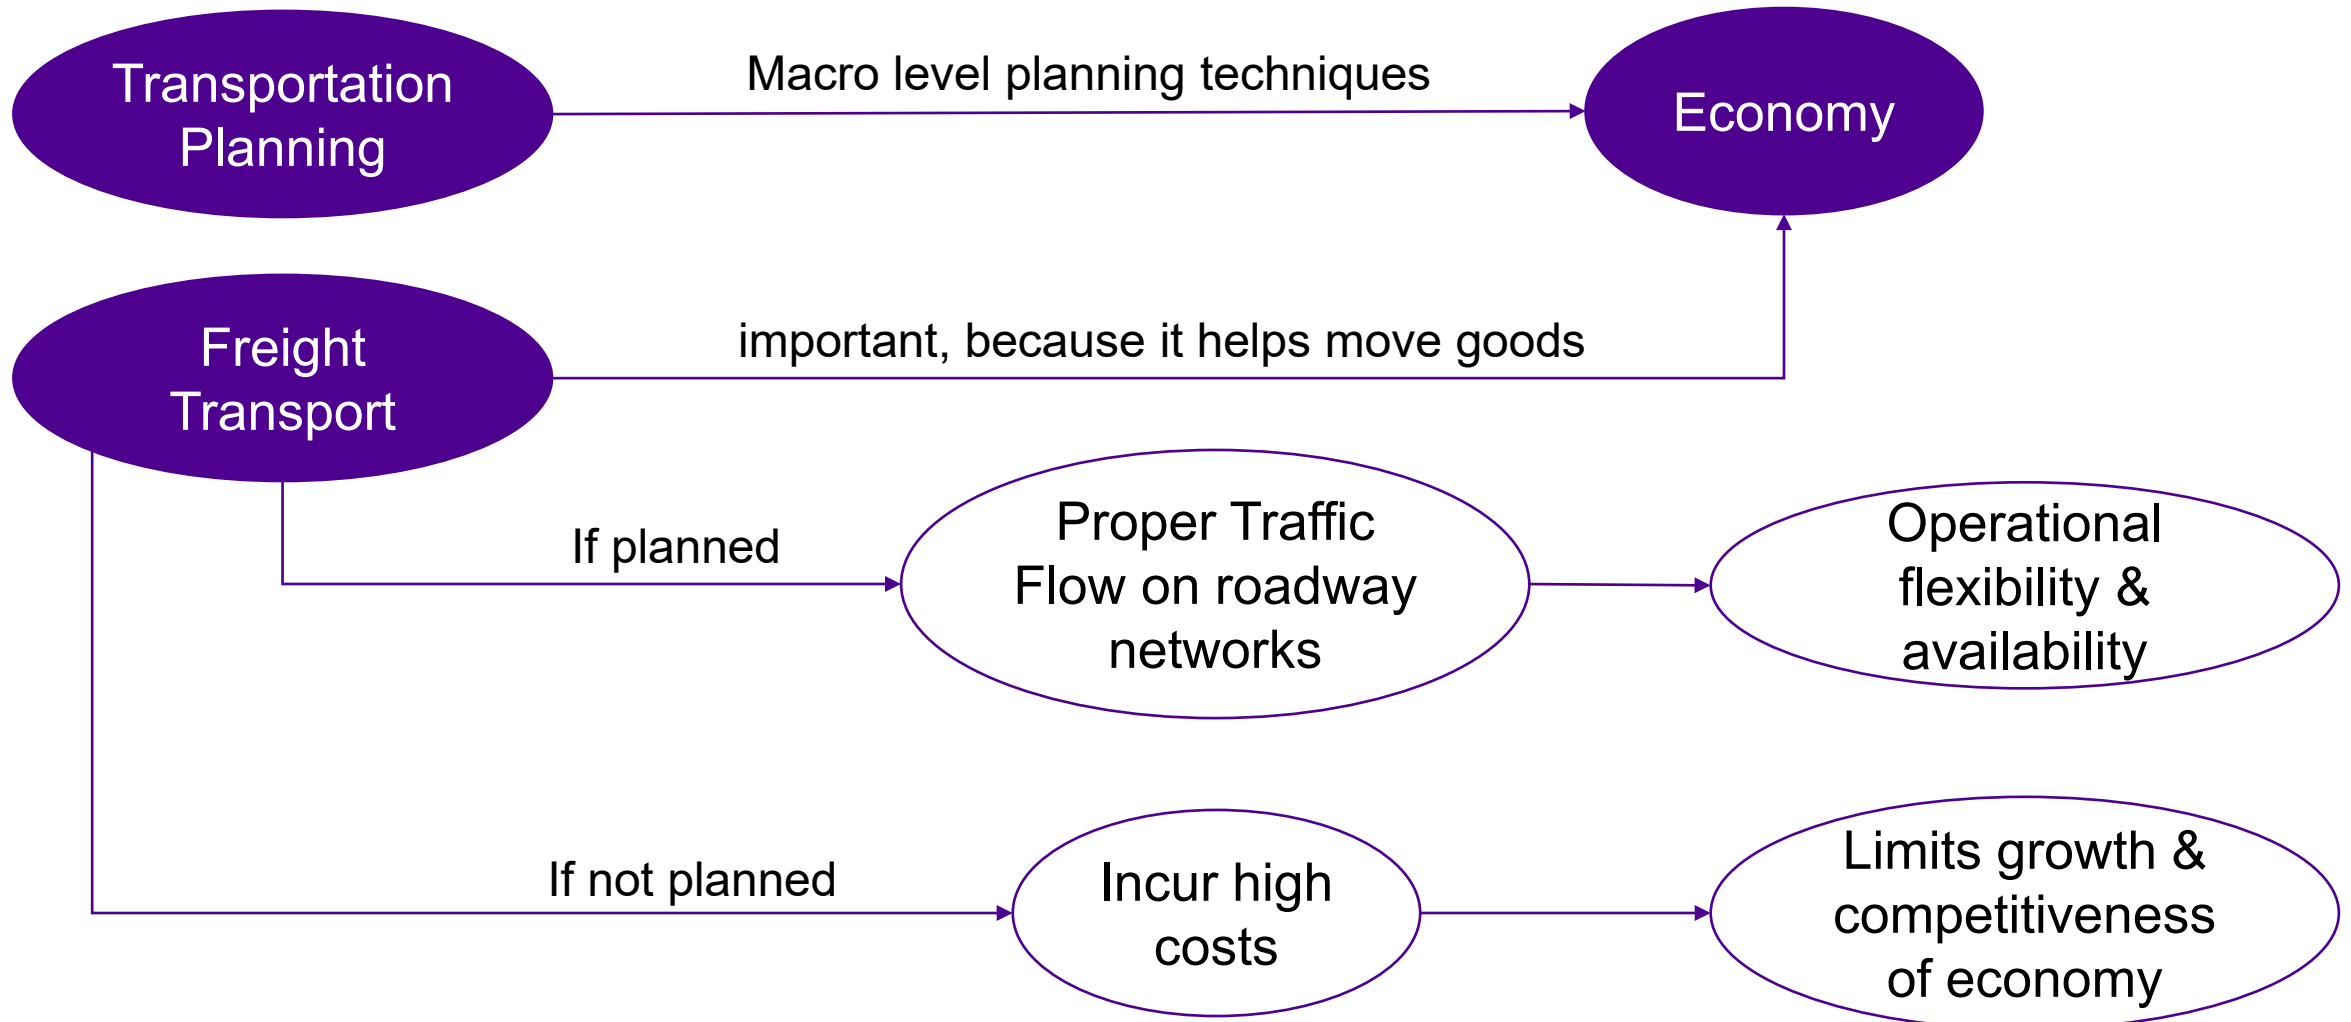 Transportation
Planning
Macro level planning techniques
Economy
Freight
Transport
important, because it helps move goods
If planned
Proper Traffic
Flow on roadway
networks
Operational
flexibility &
availability
If not planned
Incur high
costs
Limits growth &
competitiveness
of economy